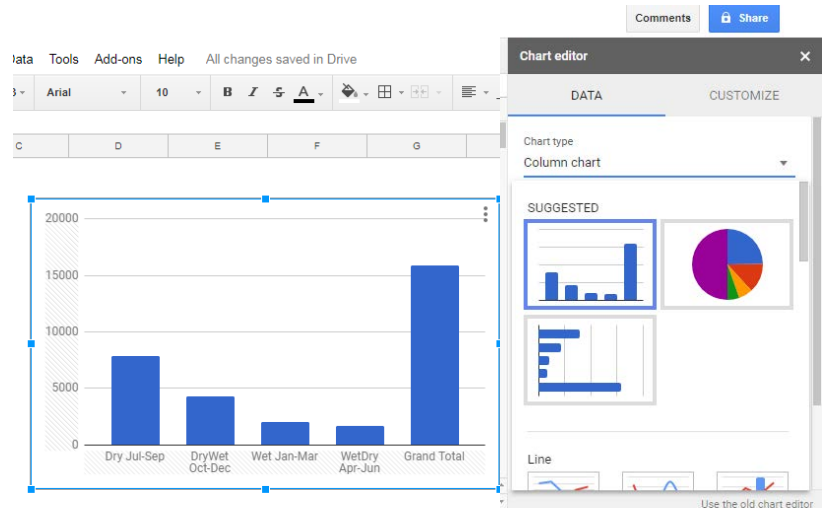 Comments
Share
Data Tools Add-ons Help All changes saved in Drive
Arial 10 B I S A
Chart editor
DATA CUSTOMIZE
C D E F G
Chart type
Column chart
SUGGESTED
20000
15000
10000
5000
0
Dry Jul-Sep
DryWet
Oct-Dec
Wet Jan-Mar
WetDry
Apr-Jun
Grand Total
Line
Use the old chart editor